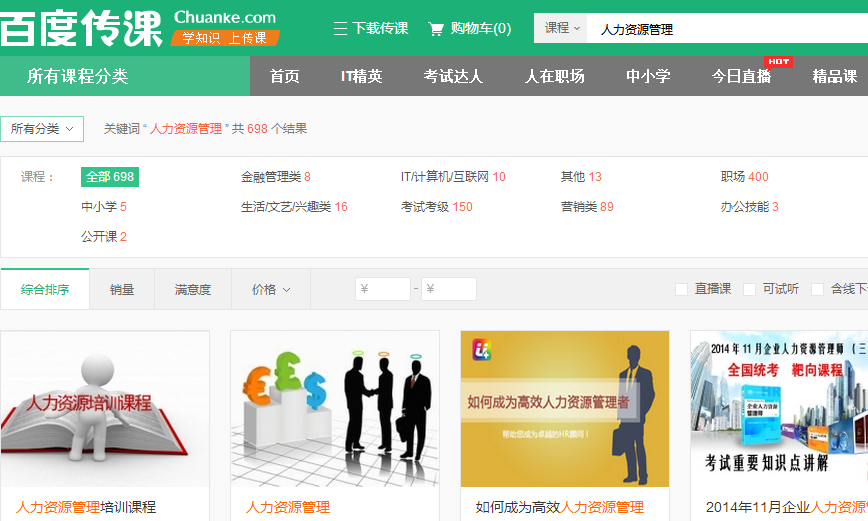 百度传课 Chuanke.com
学知识 上传课
下载传课 购物车(0) 课程 人力资源管理
所有课程分类 首页 IT精英 考试达人 人在职场 中小学 今日直播 HOT 精品课
所有分类 关键词“人力资源管理”共 698 个结果
课程： 全部 698 金融管理类 8 IT/计算机/互联网 10 其他 13 职场 400
中小学 5 生活/文艺/兴趣类 16 考试考级 150 营销类 89 办公技能 3
公开课 2
综合排序 销量 满意度 价格 ¥ - ¥ 直播课 可试听 含线下
人力资源培训课程
如何成为高效人力资源管理者
帮助您成为卓越的HR顾问！
2014年11月企业人力资源管理师（三
全国统考 靶向课程
企业人力资源管理师
考试重要知识点讲解
人力资源管理培训课程 人力资源管理 如何成为高效人力资源管理 2014年11月企业人力资源